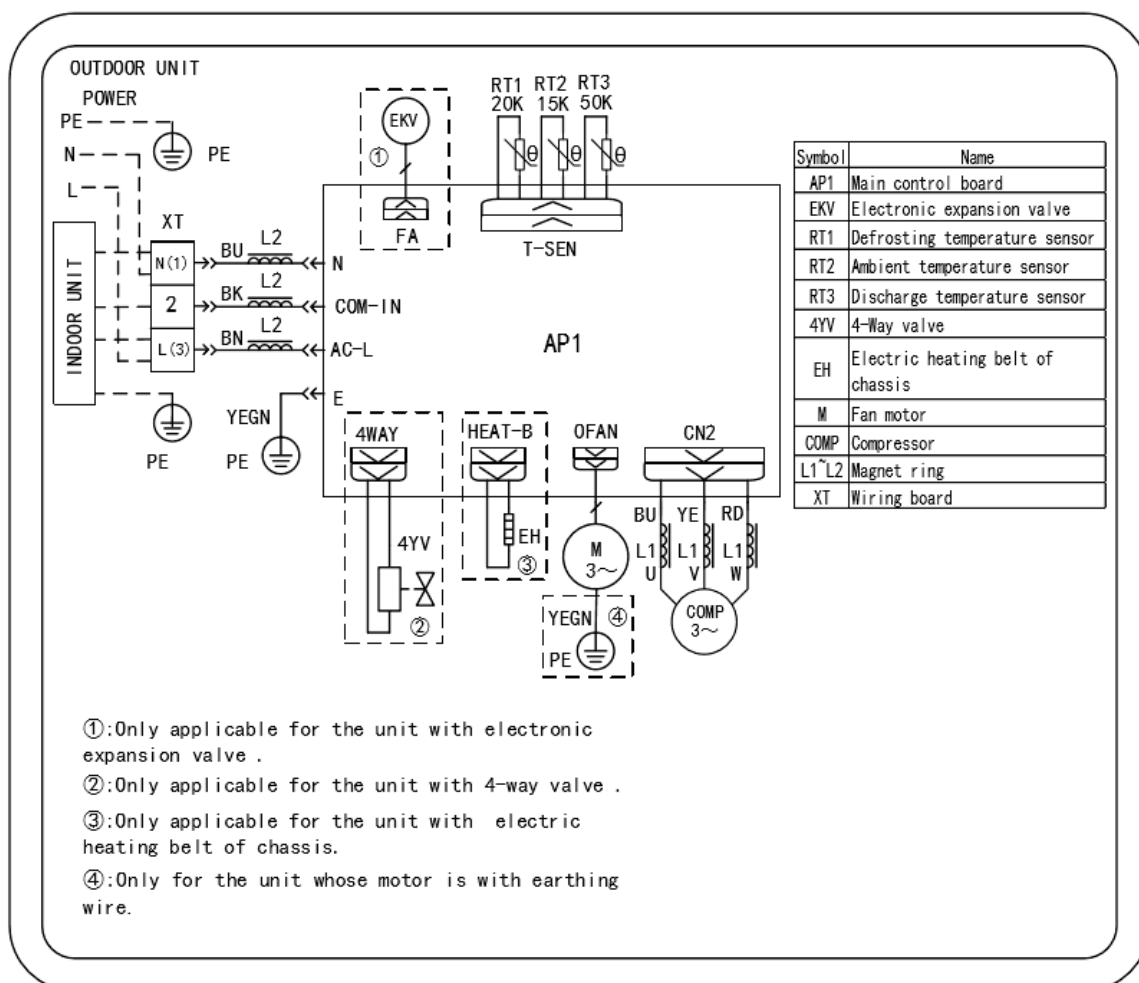 OUTDOOR UNIT
POWER
PE
N
L
PE
XT
INDOOR UNIT
N(1)
2
L(3)
BU L2
BK L2
BN L2
N
COM-IN
AC-L
E
YEGN
PE
PE
EKV
①
FA
RT1 RT2 RT3
20K 15K 50K
θ θ θ
T-SEN
AP1
4WAY
4YV
②
HEAT-B
EH
③
OFAN
M
3~
YEGN ④
PE
CN2
BU YE RD
L1 L1 L1
U V W
COMP
3~
Symbol Name
AP1 Main control board
EKV Electronic expansion valve
RT1 Defrosting temperature sensor
RT2 Ambient temperature sensor
RT3 Discharge temperature sensor
4YV 4-Way valve
EH Electric heating belt of
chassis
M Fan motor
COMP Compressor
L1~L2 Magnet ring
XT Wiring board
①:Only applicable for the unit with electronic
expansion valve .
②:Only applicable for the unit with 4-way valve .
③:Only applicable for the unit with electric
heating belt of chassis.
④:Only for the unit whose motor is with earthing
wire.